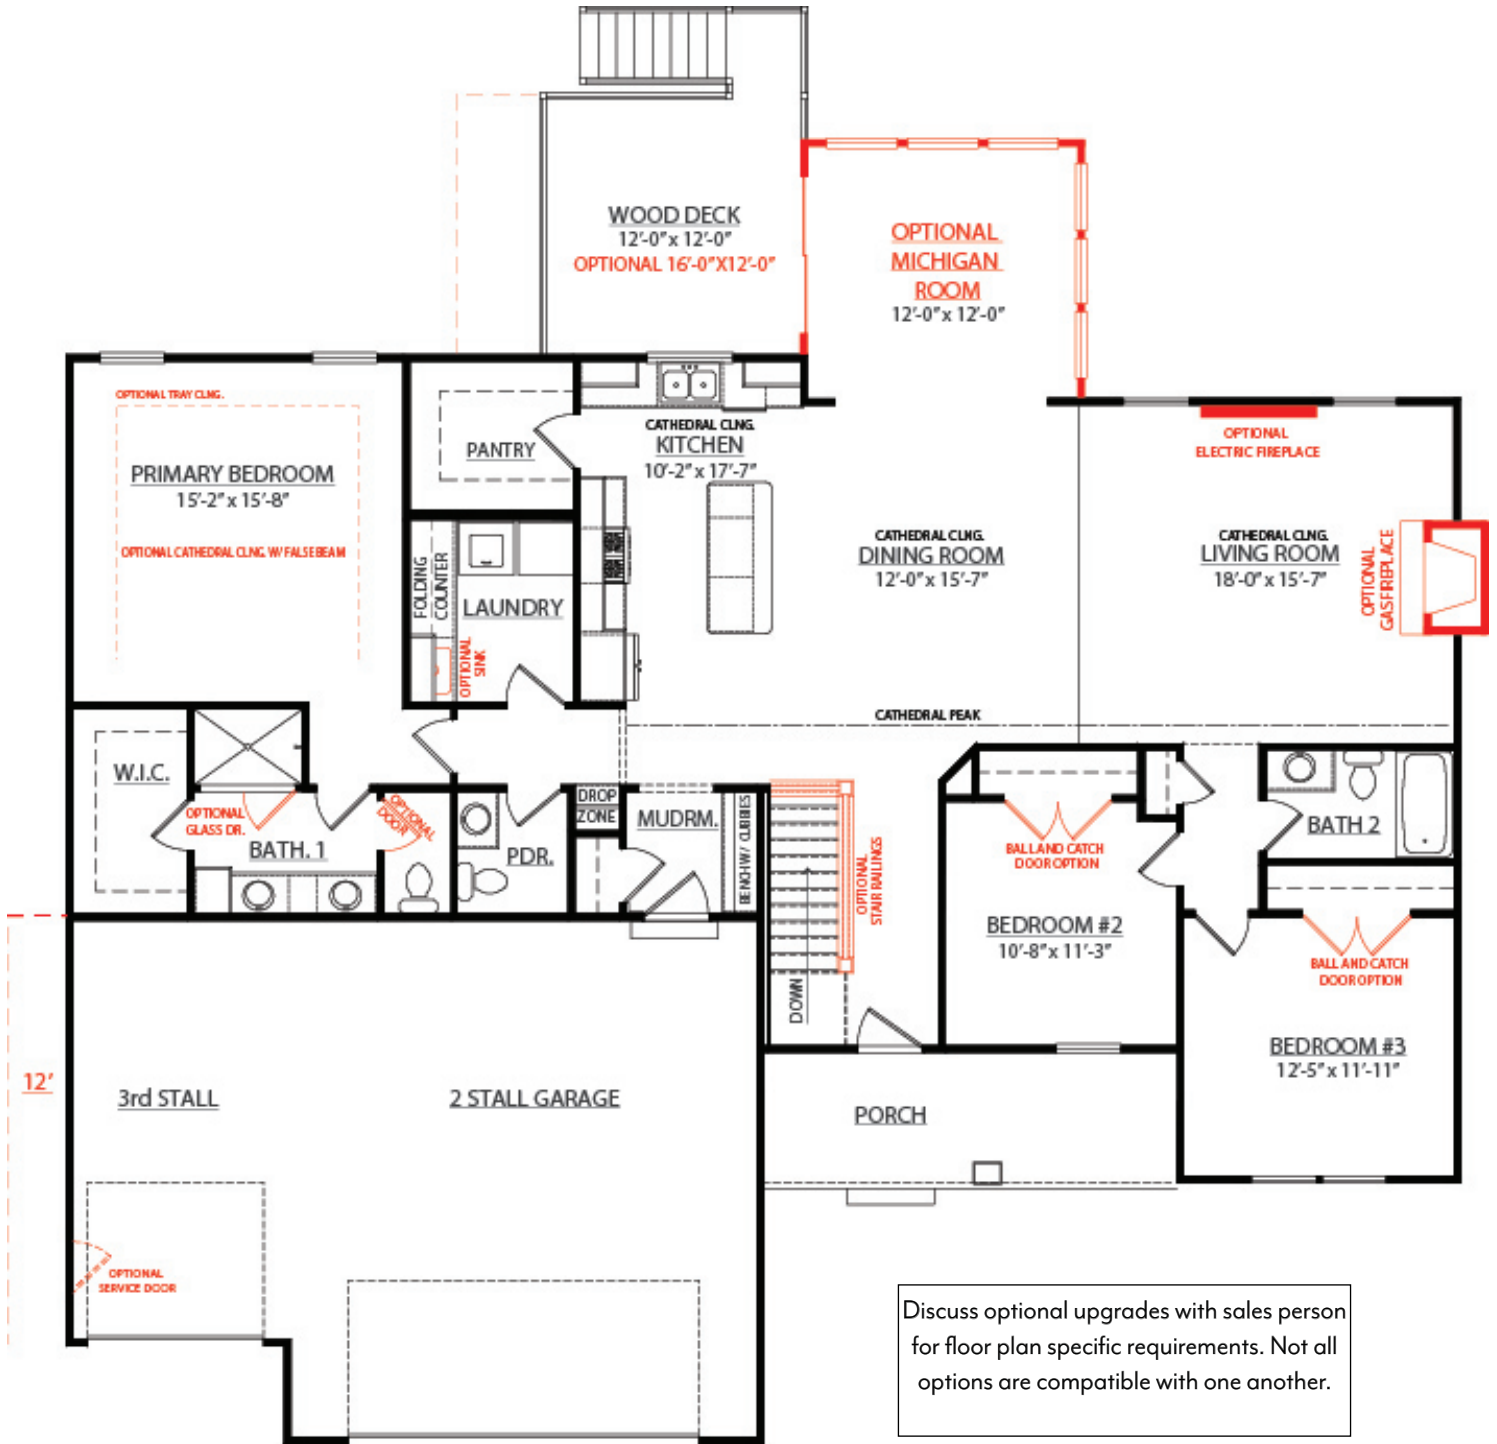 WOOD DECK
12'-0" x 12'-0"
OPTIONAL 16'-0"X12'-0"
OPTIONAL
MICHIGAN
ROOM
12'-0" x 12'-0"
OPTIONAL TRAY CLNG.
PRIMARY BEDROOM
15'-2" x 15'-8"
OPTIONAL CATHEDRAL CLNG. W/ FALSE BEAM
PANTRY
CATHEDRAL CLNG.
KITCHEN
10'-2" x 17'-7"
OPTIONAL
ELECTRIC FIREPLACE
CATHEDRAL CLNG.
DINING ROOM
12'-0" x 15'-7"
CATHEDRAL CLNG.
LIVING ROOM
18'-0" x 15'-7"
OPTIONAL
GAS FIREPLACE
FOLDING
COUNTER
LAUNDRY
OPTIONAL
SINK
CATHEDRAL PEAK
W.I.C.
OPTIONAL
GLASS DR.
BATH. 1
OPTIONAL
DOOR
PDR.
DROP
ZONE
MUDRM.
BENCH W/ CUBBIES
OPTIONAL
STAIR RAILINGS
DOWN
BALL AND CATCH
DOOR OPTION
BEDROOM #2
10'-8" x 11'-3"
BATH 2
BALL AND CATCH
DOOR OPTION
BEDROOM #3
12'-5" x 11'-11"
12'
3rd STALL
2 STALL GARAGE
PORCH
OPTIONAL
SERVICE DOOR
Discuss optional upgrades with sales person
for floor plan specific requirements. Not all
options are compatible with one another.